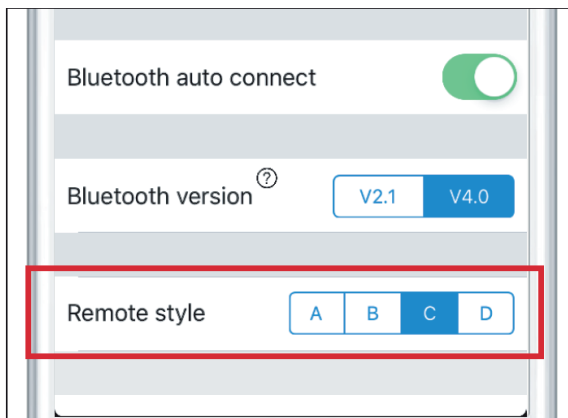 Bluetooth auto connect
Bluetooth version ? V2.1 V4.0
Remote style A B C D